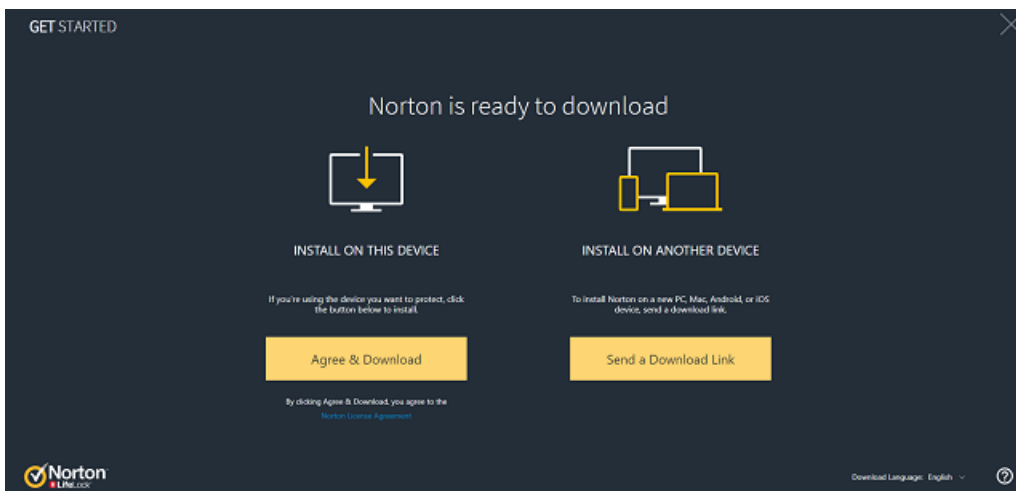 GET STARTED
Norton is ready to download
INSTALL ON THIS DEVICE
If you're using the device you want to protect, click
the button below to install.
Agree & Download
By clicking Agree & Download, you agree to the
Norton License Agreement
INSTALL ON ANOTHER DEVICE
To install Norton on a new PC, Mac, Android, or iOS
device, send a download link.
Send a Download Link
Norton
LifeLock
Download Language: English
?